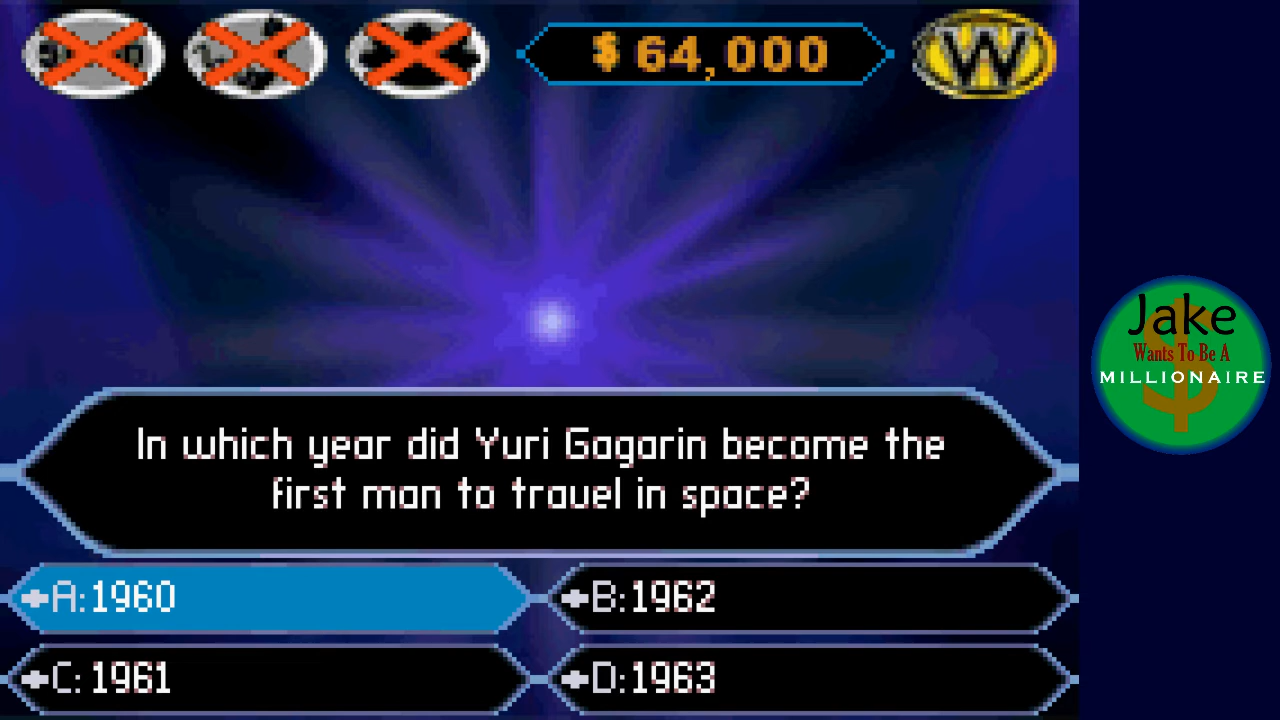 $ 64,000
W
In which year did Yuri Gagarin become the
first man to travel in space?
A: 1960
B: 1962
C: 1961
D: 1963
Jake
Wants To Be A
MILLIONAIRE